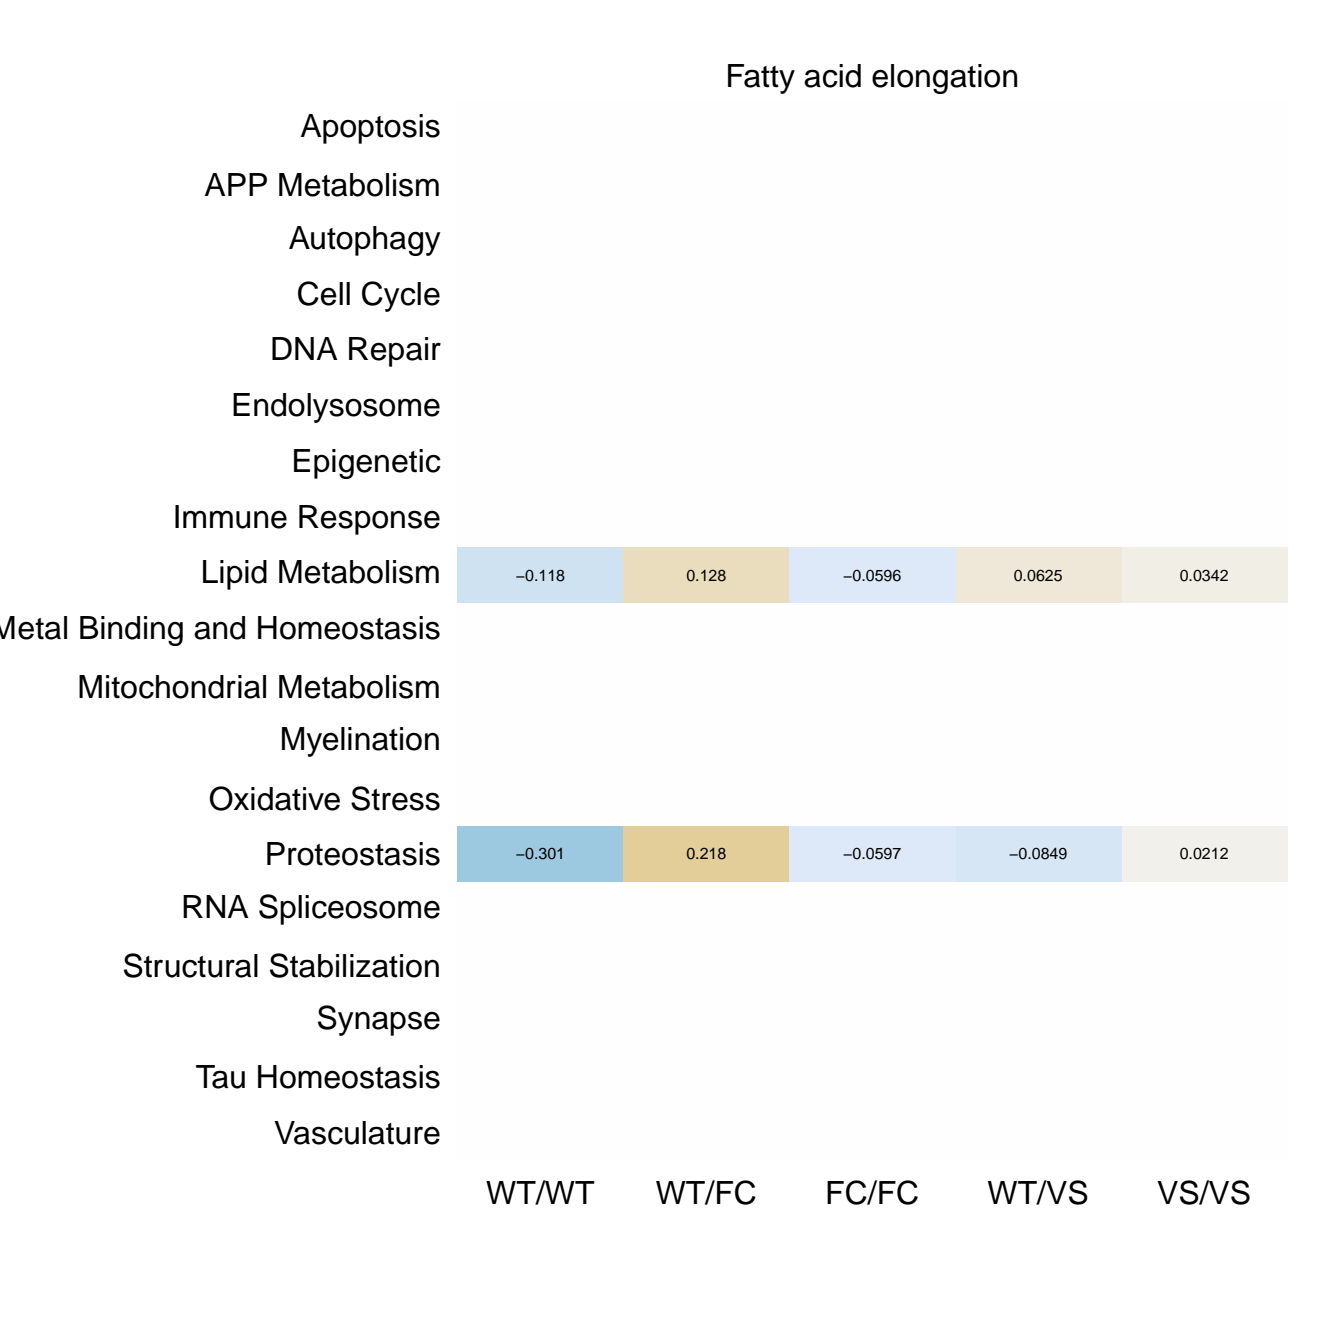 Fatty acid elongation
Apoptosis
APP Metabolism
Autophagy
Cell Cycle
DNA Repair
Endolysosome
Epigenetic
Immune Response
Lipid Metabolism −0.118 0.128 −0.0596 0.0625 0.0342
Metal Binding and Homeostasis
Mitochondrial Metabolism
Myelination
Oxidative Stress
Proteostasis −0.301 0.218 −0.0597 −0.0849 0.0212
RNA Spliceosome
Structural Stabilization
Synapse
Tau Homeostasis
Vasculature
WT/WT WT/FC FC/FC WT/VS VS/VS